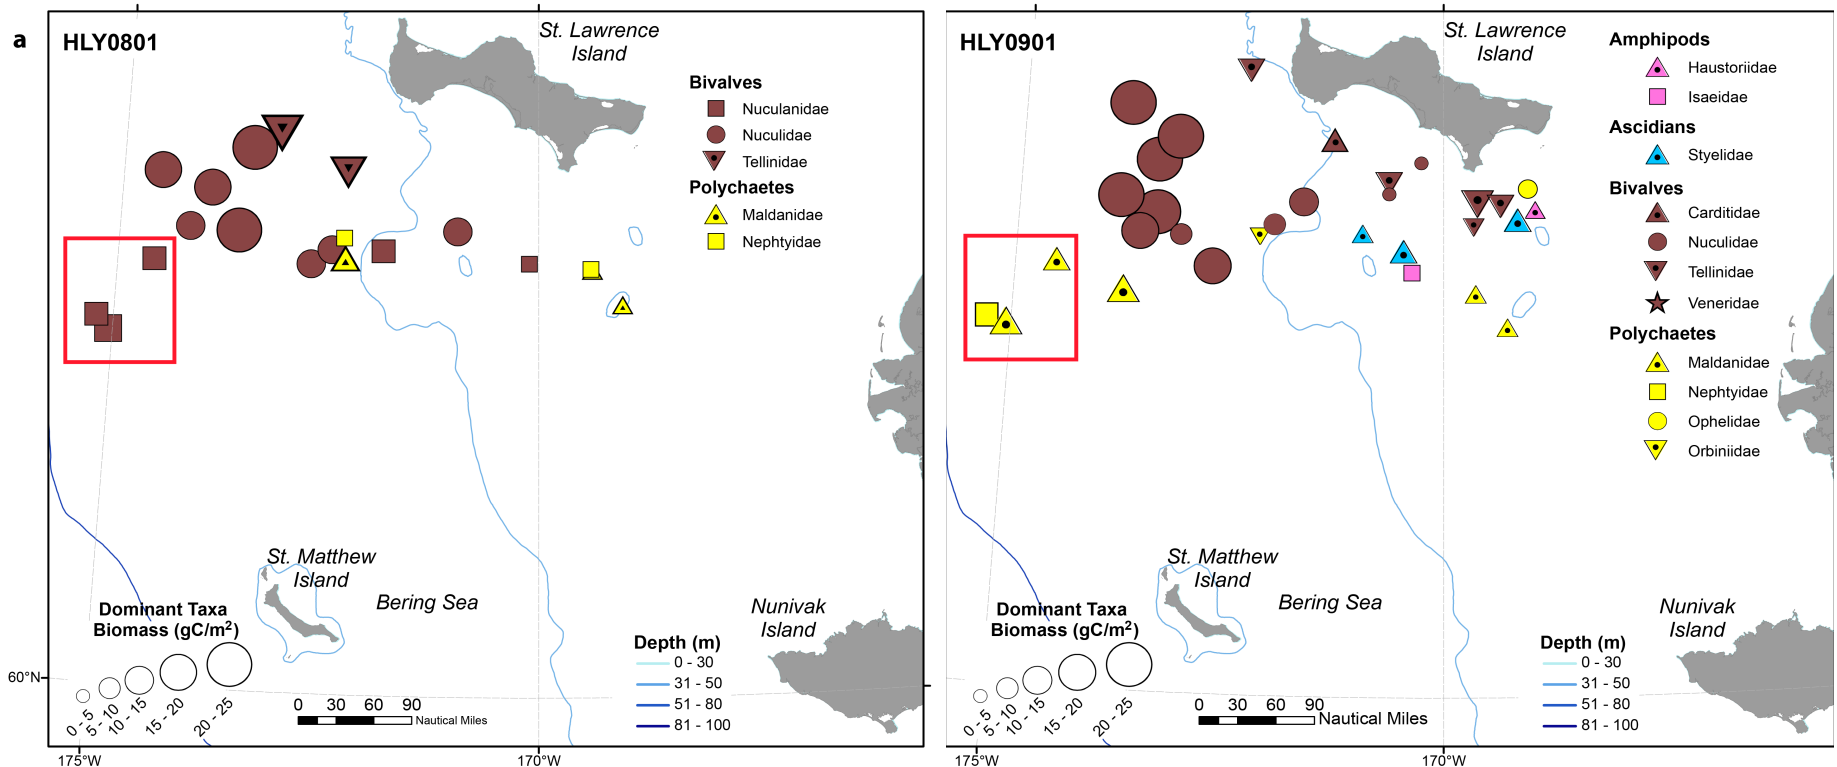 a
HLY0801
St. Lawrence
Island
Bivalves
Nuculanidae
Nuculidae
Tellinidae
Polychaetes
Maldanidae
Nephtyidae
St. Matthew
Island
Bering Sea
Nunivak
Island
Dominant Taxa
Biomass (gC/m²)
0 - 5
5 - 10
10 - 15
15 - 20
20 - 25
0 30 60 90
Nautical Miles
Depth (m)
0 - 30
31 - 50
51 - 80
81 - 100
60°N
175°W
170°W
HLY0901
St. Lawrence
Island
Amphipods
Haustoriidae
Isaeidae
Ascidians
Styelidae
Bivalves
Carditidae
Nuculidae
Tellinidae
Veneridae
Polychaetes
Maldanidae
Nephtyidae
Ophelidae
Orbiniidae
St. Matthew
Island
Bering Sea
Nunivak
Island
Dominant Taxa
Biomass (gC/m²)
0 - 5
5 - 10
10 - 15
15 - 20
20 - 25
0 30 60 90
Nautical Miles
Depth (m)
0 - 30
31 - 50
51 - 80
81 - 100
175°W
170°W